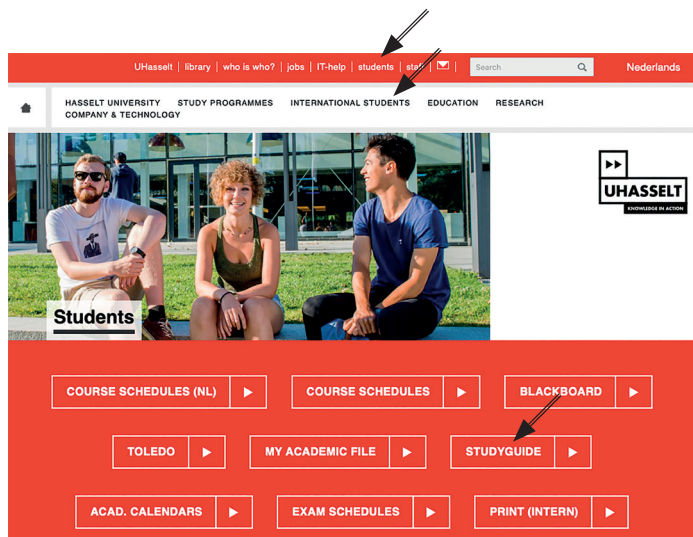 UHasselt | library | who is who? | jobs | IT-help | students | staff | Search Nederlands
HASSELT UNIVERSITY STUDY PROGRAMMES INTERNATIONAL STUDENTS EDUCATION RESEARCH
COMPANY & TECHNOLOGY
UHASSELT
KNOWLEDGE IN ACTION
Students
COURSE SCHEDULES (NL) COURSE SCHEDULES BLACKBOARD
TOLEDO MY ACADEMIC FILE STUDYGUIDE
ACAD. CALENDARS EXAM SCHEDULES PRINT (INTERN)